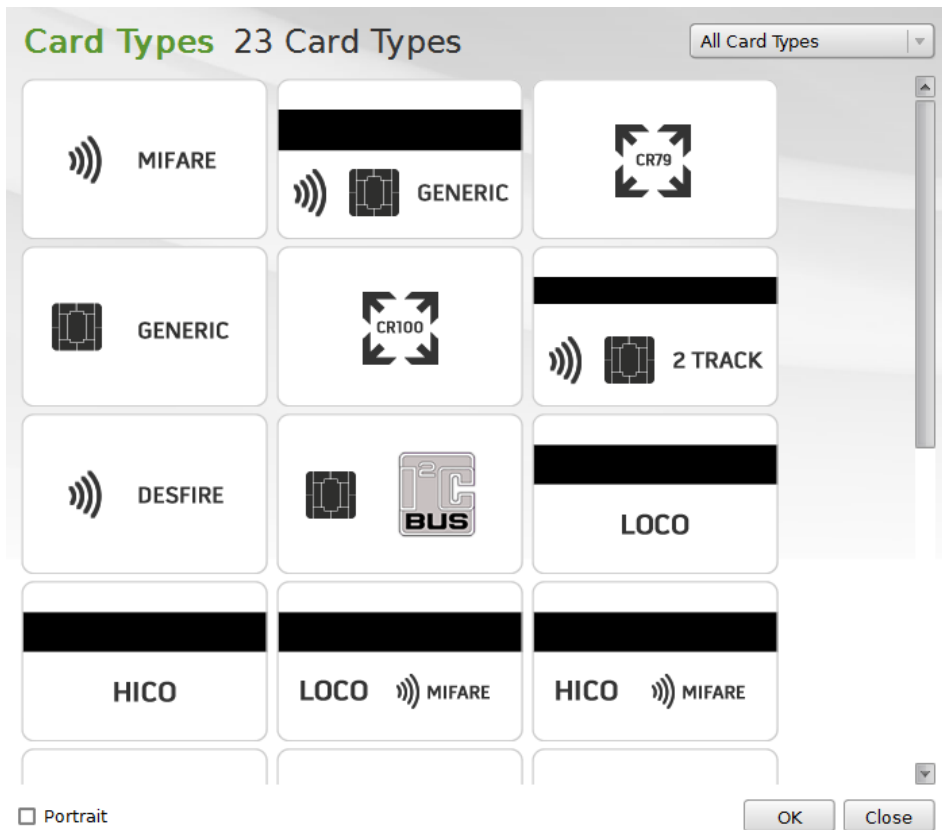 Card Types 23 Card Types
All Card Types
MIFARE
GENERIC
CR79
GENERIC
CR100
2 TRACK
DESFIRE
I2C
BUS
LOCO
HICO
LOCO MIFARE
HICO MIFARE
Portrait
OK
Close